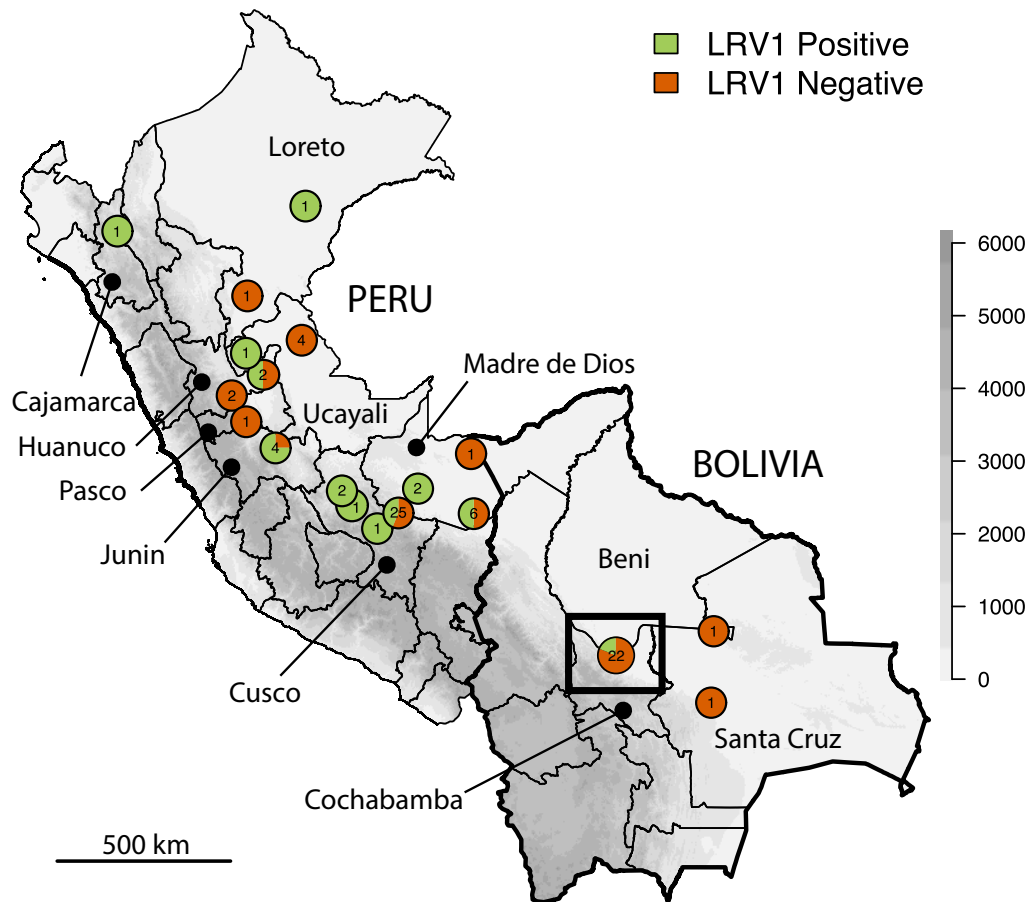 LRV1 Positive
LRV1 Negative
Loreto
1
1
6000
1
PERU
5000
4
1
Madre de Dios
2
4000
Cajamarca
2
Ucayali
Huanuco
1
4
1
BOLIVIA
3000
Pasco
2
2
1
25
6
2000
1
Junin
Beni
1000
1
22
0
Cusco
1
Santa Cruz
Cochabamba
500 km